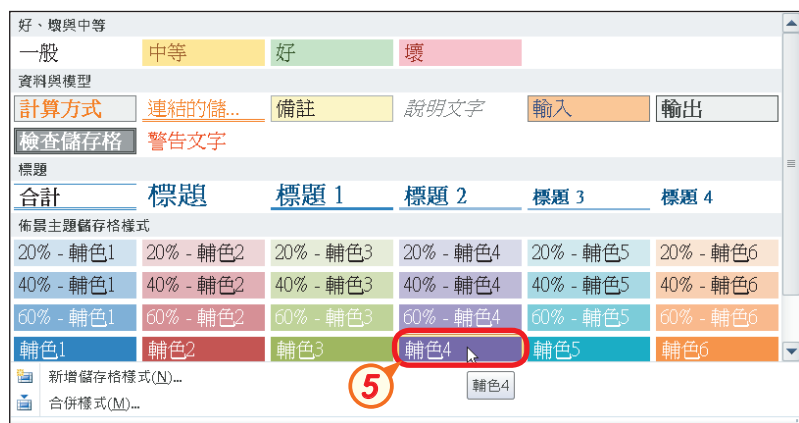 好、壞與中等
一般 中等 好 壞
資料與模型
計算方式 連結的儲... 備註 說明文字 輸入 輸出
檢查儲存格 警告文字
標題
合計 標題 標題 1 標題 2 標題 3 標題 4
佈景主題儲存格樣式
20% - 輔色1 20% - 輔色2 20% - 輔色3 20% - 輔色4 20% - 輔色5 20% - 輔色6
40% - 輔色1 40% - 輔色2 40% - 輔色3 40% - 輔色4 40% - 輔色5 40% - 輔色6
60% - 輔色1 60% - 輔色2 60% - 輔色3 60% - 輔色4 60% - 輔色5 60% - 輔色6
輔色1 輔色2 輔色3 輔色4 輔色5 輔色6
新增儲存格樣式(N)...
5
輔色4
合併樣式(M)...